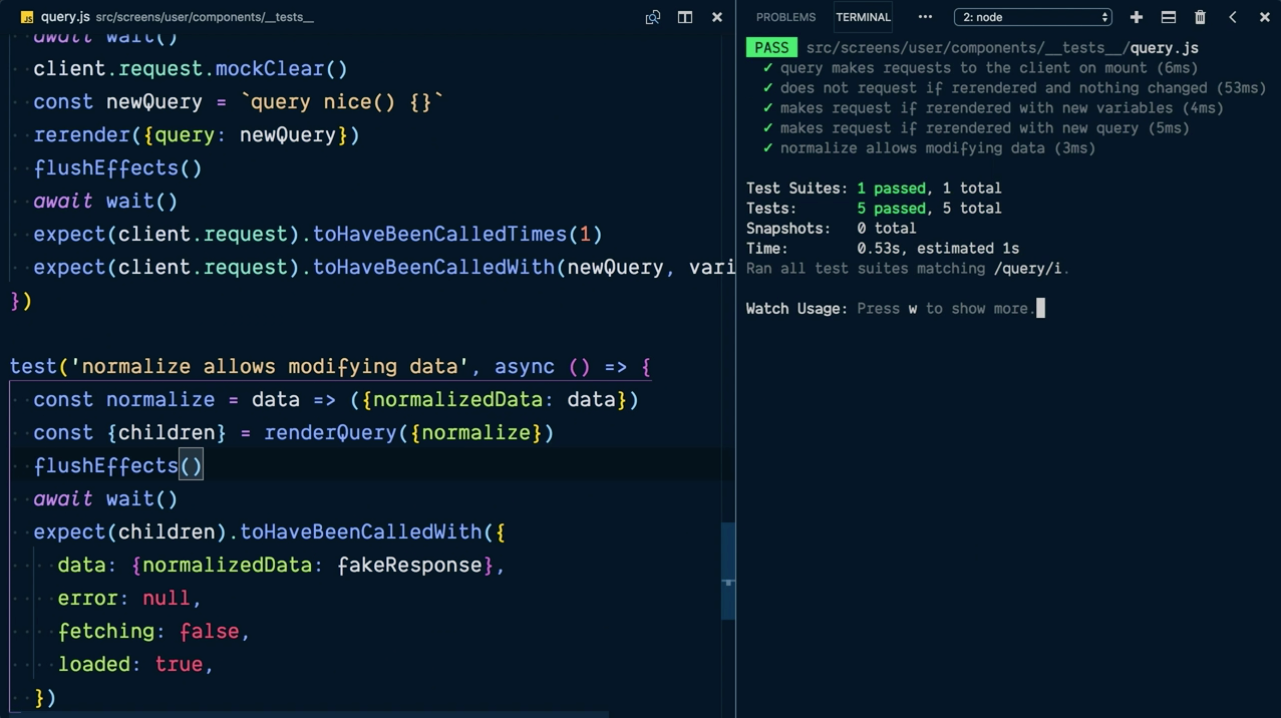 JS query.js src/screens/user/components/__tests__
await wait()
client.request.mockClear()
const newQuery = `query nice() {}`
rerender({query: newQuery})
flushEffects()
await wait()
expect(client.request).toHaveBeenCalledTimes(1)
expect(client.request).toHaveBeenCalledWith(newQuery, vari
})
test('normalize allows modifying data', async () => {
const normalize = data => ({normalizedData: data})
const {children} = renderQuery({normalize})
flushEffects()
await wait()
expect(children).toHaveBeenCalledWith({
data: {normalizedData: fakeResponse},
error: null,
fetching: false,
loaded: true,
})
PROBLEMS TERMINAL ••• 2: node
PASS src/screens/user/components/__tests__/query.js
✓ query makes requests to the client on mount (6ms)
✓ does not request if rerendered and nothing changed (53ms)
✓ makes request if rerendered with new variables (4ms)
✓ makes request if rerendered with new query (5ms)
✓ normalize allows modifying data (3ms)
Test Suites: 1 passed, 1 total
Tests: 5 passed, 5 total
Snapshots: 0 total
Time: 0.53s, estimated 1s
Ran all test suites matching /query/i.
Watch Usage: Press w to show more.